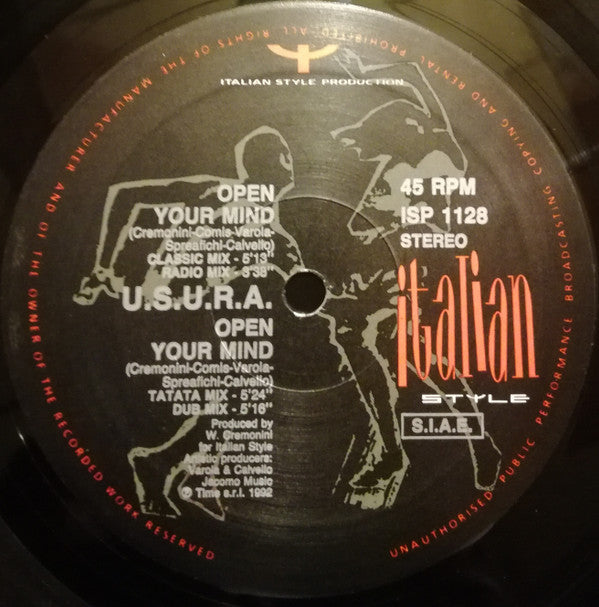 ITALIAN STYLE PRODUCTION
OPEN
YOUR MIND
(Cremonini-Comis-Varola-
Spreafichi-Calvello)
CLASSIC MIX - 5'13"
RADIO MIX - 3'38"
U.S.U.R.A.
OPEN
YOUR MIND
(Cremonini-Comis-Varola-
Spreafichi-Calvello)
TATATA MIX - 5'24"
DUB MIX - 5'16"
Produced by
W. Cremonini
for Italian Style
Artistic producers:
Varola & Calvello
Jacomo Music
℗ Time s.r.l. 1992
45 RPM
ISP 1128
STEREO
italian
STYLE
S.I.A.E.
ALL RIGHTS OF THE MANUFACTURER AND OF THE OWNER OF THE RECORDED WORK RESERVED
UNAUTHORISED PUBLIC PERFORMANCE BROADCASTING COPYING AND RENTAL PROHIBITED